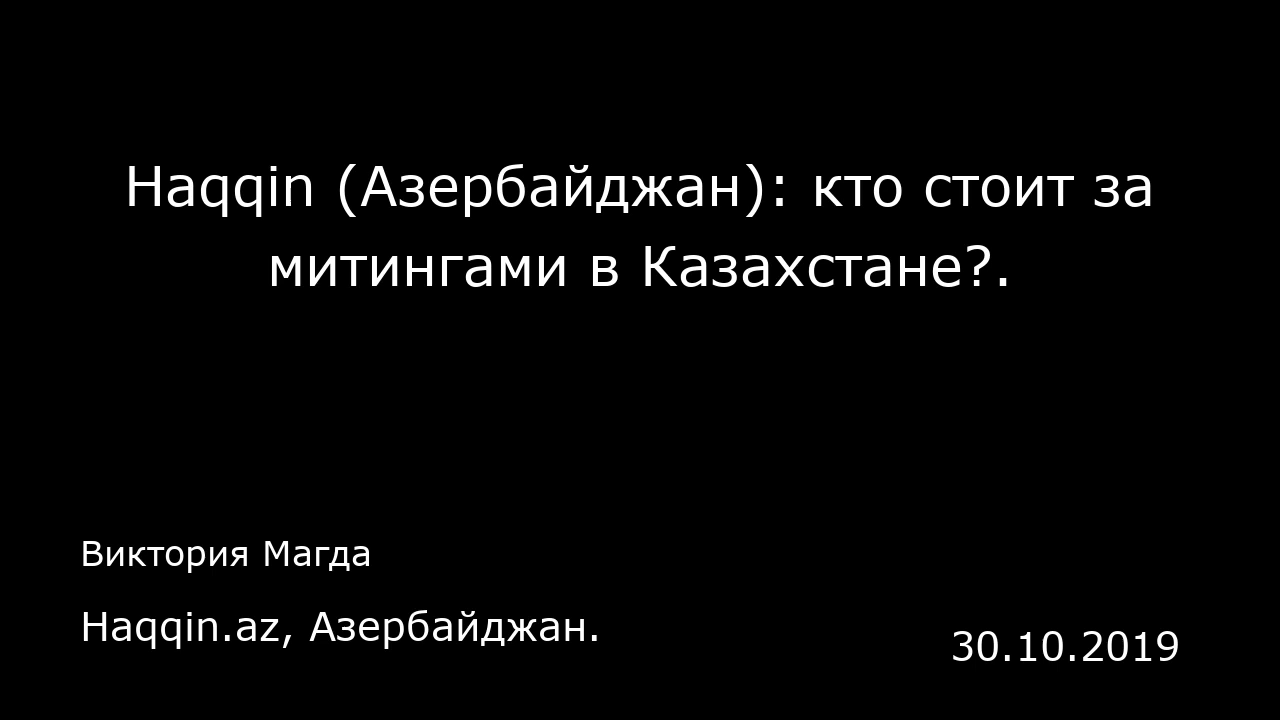 Haqqin (Азербайджан): кто стоит за
митингами в Казахстане?.
Виктория Магда
Haqqin.az, Азербайджан.
30.10.2019